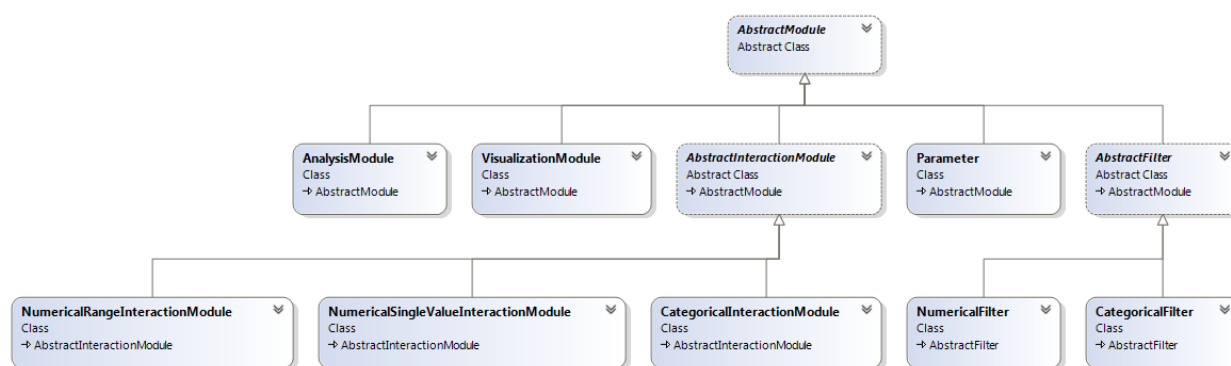 AbstractModule
Abstract Class
AnalysisModule
Class
AbstractModule
VisualizationModule
Class
AbstractModule
AbstractInteractionModule
Abstract Class
AbstractModule
Parameter
Class
AbstractModule
AbstractFilter
Abstract Class
AbstractModule
NumericalRangeInteractionModule
Class
AbstractInteractionModule
NumericalSingleValueInteractionModule
Class
AbstractInteractionModule
CategoricalInteractionModule
Class
AbstractInteractionModule
NumericalFilter
Class
AbstractFilter
CategoricalFilter
Class
AbstractFilter